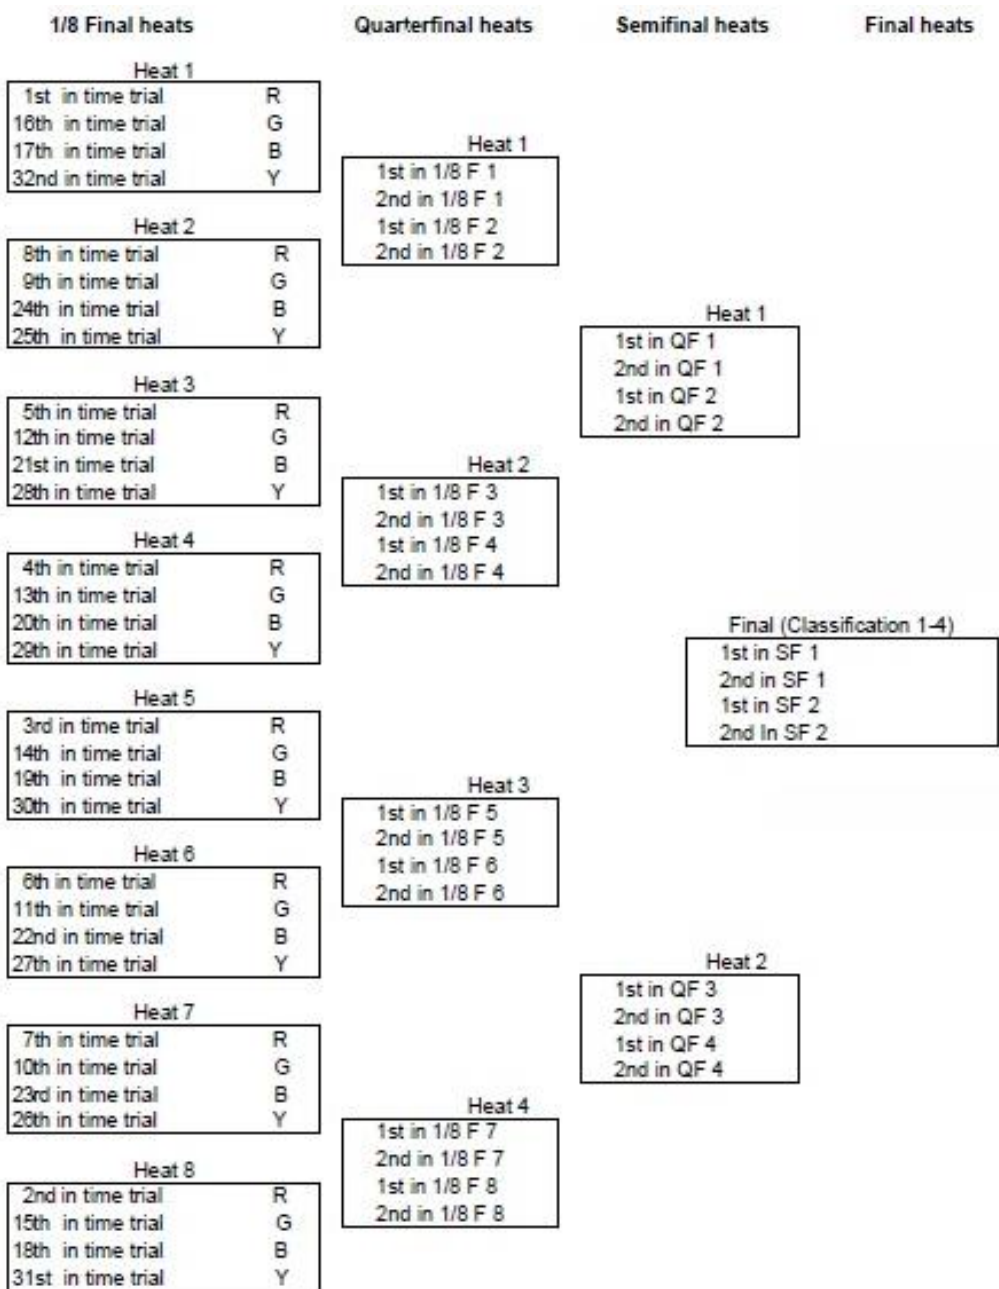 1/8 Final heats Quarterfinal heats Semifinal heats Final heats
Heat 1
1st in time trial R
16th in time trial G
17th in time trial B
32nd in time trial Y
Heat 2
8th in time trial R
9th in time trial G
24th in time trial B
25th in time trial Y
Heat 3
5th in time trial R
12th in time trial G
21st in time trial B
28th in time trial Y
Heat 4
4th in time trial R
13th in time trial G
20th in time trial B
29th in time trial Y
Heat 5
3rd in time trial R
14th in time trial G
19th in time trial B
30th in time trial Y
Heat 6
6th in time trial R
11th in time trial G
22nd in time trial B
27th in time trial Y
Heat 7
7th in time trial R
10th in time trial G
23rd in time trial B
26th in time trial Y
Heat 8
2nd in time trial R
15th in time trial G
18th in time trial B
31st in time trial Y
Heat 1
1st in 1/8 F 1
2nd in 1/8 F 1
1st in 1/8 F 2
2nd in 1/8 F 2
Heat 2
1st in 1/8 F 3
2nd in 1/8 F 3
1st in 1/8 F 4
2nd in 1/8 F 4
Heat 3
1st in 1/8 F 5
2nd in 1/8 F 5
1st in 1/8 F 6
2nd in 1/8 F 6
Heat 4
1st in 1/8 F 7
2nd in 1/8 F 7
1st in 1/8 F 8
2nd in 1/8 F 8
Heat 1
1st in QF 1
2nd in QF 1
1st in QF 2
2nd in QF 2
Heat 2
1st in QF 3
2nd in QF 3
1st in QF 4
2nd in QF 4
Final (Classification 1-4)
1st in SF 1
2nd in SF 1
1st in SF 2
2nd In SF 2